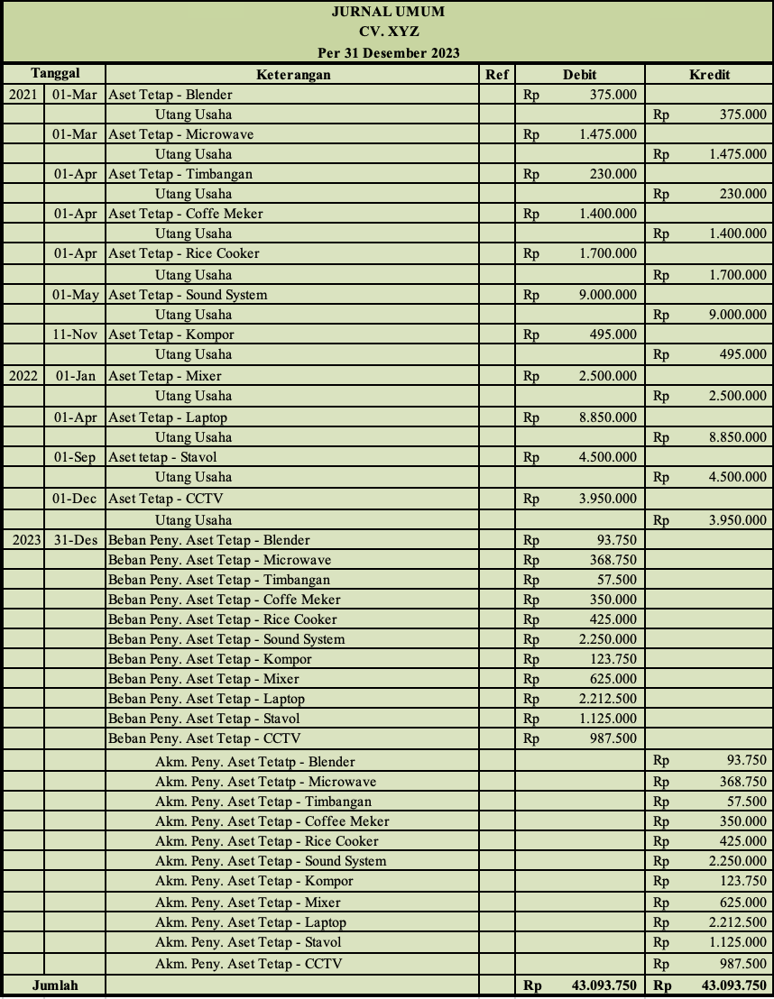 JURNAL UMUM
CV. XYZ
Per 31 Desember 2023
Tanggal Keterangan Ref Debit Kredit
2021 01-Mar Aset Tetap - Blender Rp 375.000
Utang Usaha Rp 375.000
01-Mar Aset Tetap - Microwave Rp 1.475.000
Utang Usaha Rp 1.475.000
01-Apr Aset Tetap - Timbangan Rp 230.000
Utang Usaha Rp 230.000
01-Apr Aset Tetap - Coffe Meker Rp 1.400.000
Utang Usaha Rp 1.400.000
01-Apr Aset Tetap - Rice Cooker Rp 1.700.000
Utang Usaha Rp 1.700.000
01-May Aset Tetap - Sound System Rp 9.000.000
Utang Usaha Rp 9.000.000
11-Nov Aset Tetap - Kompor Rp 495.000
Utang Usaha Rp 495.000
2022 01-Jan Aset Tetap - Mixer Rp 2.500.000
Utang Usaha Rp 2.500.000
01-Apr Aset Tetap - Laptop Rp 8.850.000
Utang Usaha Rp 8.850.000
01-Sep Aset tetap - Stavol Rp 4.500.000
Utang Usaha Rp 4.500.000
01-Dec Aset Tetap - CCTV Rp 3.950.000
Utang Usaha Rp 3.950.000
2023 31-Des Beban Peny. Aset Tetap - Blender Rp 93.750
Beban Peny. Aset Tetap - Microwave Rp 368.750
Beban Peny. Aset Tetap - Timbangan Rp 57.500
Beban Peny. Aset Tetap - Coffe Meker Rp 350.000
Beban Peny. Aset Tetap - Rice Cooker Rp 425.000
Beban Peny. Aset Tetap - Sound System Rp 2.250.000
Beban Peny. Aset Tetap - Kompor Rp 123.750
Beban Peny. Aset Tetap - Mixer Rp 625.000
Beban Peny. Aset Tetap - Laptop Rp 2.212.500
Beban Peny. Aset Tetap - Stavol Rp 1.125.000
Beban Peny. Aset Tetap - CCTV Rp 987.500
Akm. Peny. Aset Tetatp - Blender Rp 93.750
Akm. Peny. Aset Tetatp - Microwave Rp 368.750
Akm. Peny. Aset Tetap - Timbangan Rp 57.500
Akm. Peny. Aset Tetap - Coffee Meker Rp 350.000
Akm. Peny. Aset Tetap - Rice Cooker Rp 425.000
Akm. Peny. Aset Tetap - Sound System Rp 2.250.000
Akm. Peny. Aset Tetap - Kompor Rp 123.750
Akm. Peny. Aset Tetap - Mixer Rp 625.000
Akm. Peny. Aset Tetap - Laptop Rp 2.212.500
Akm. Peny. Aset Tetap - Stavol Rp 1.125.000
Akm. Peny. Aset Tetap - CCTV Rp 987.500
Jumlah Rp 43.093.750 Rp 43.093.750